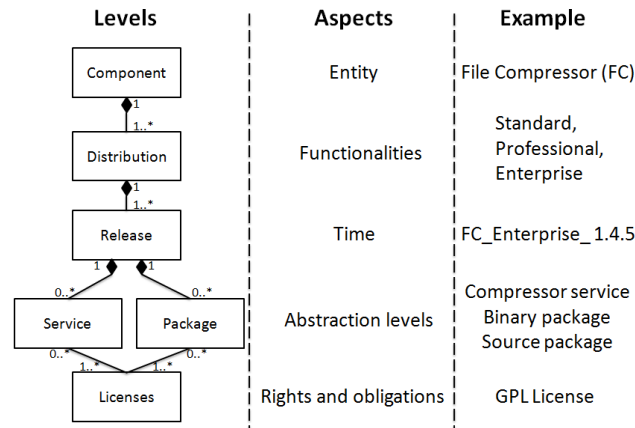 Levels Aspects Example
Component Entity File Compressor (FC)
1
1..*
Distribution Functionalities Standard,
Professional,
Enterprise
1
1..*
Release Time FC_Enterprise_ 1.4.5
1 1
0..* 0..*
Service Package Abstraction levels Compressor service
Binary package
Source package
0..* 0..*
1..* 1..*
Licenses Rights and obligations GPL License